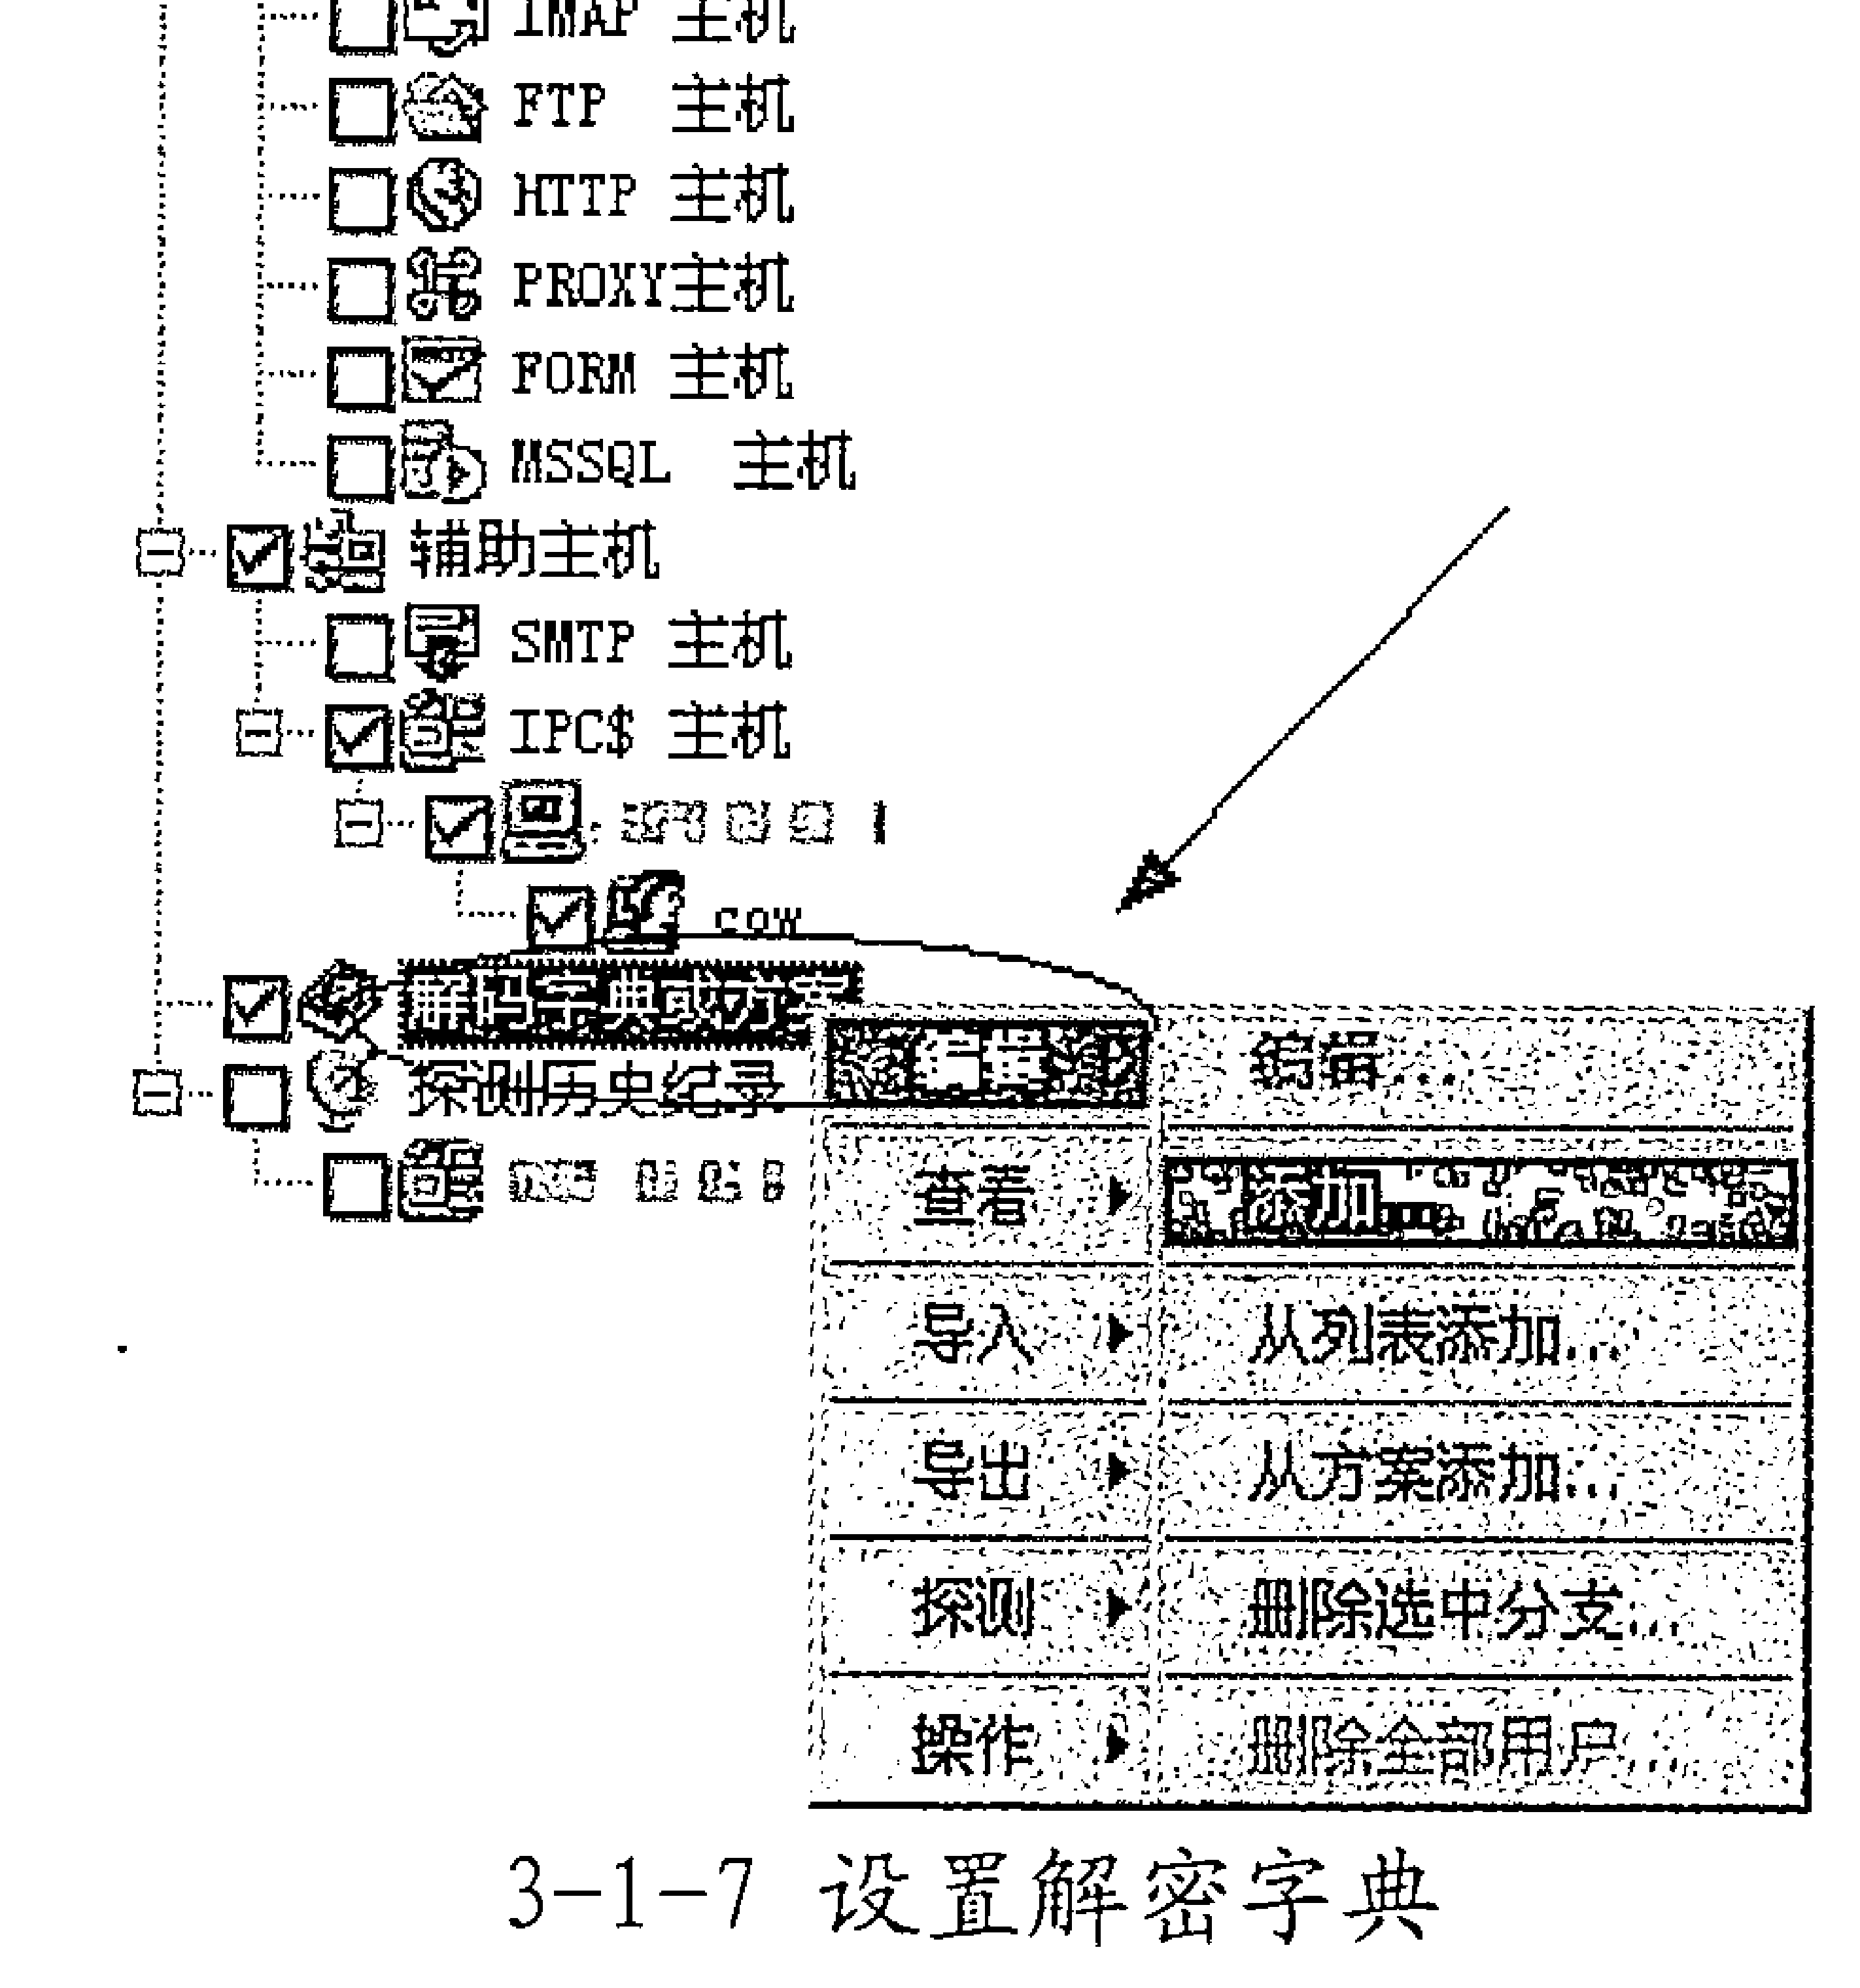 IMAP 主机
FTP 主机
HTTP 主机
PROXY主机
FORM 主机
MSSQL 主机
辅助主机
SMTP 主机
IPC$ 主机
cow
解码字典或方案
探测历史纪录
编辑
查看
导入
导出
探测
操作
编辑...
添加...
从列表添加...
从方案添加...
删除选中分支...
删除全部用户
3-1-7 设置解密字典